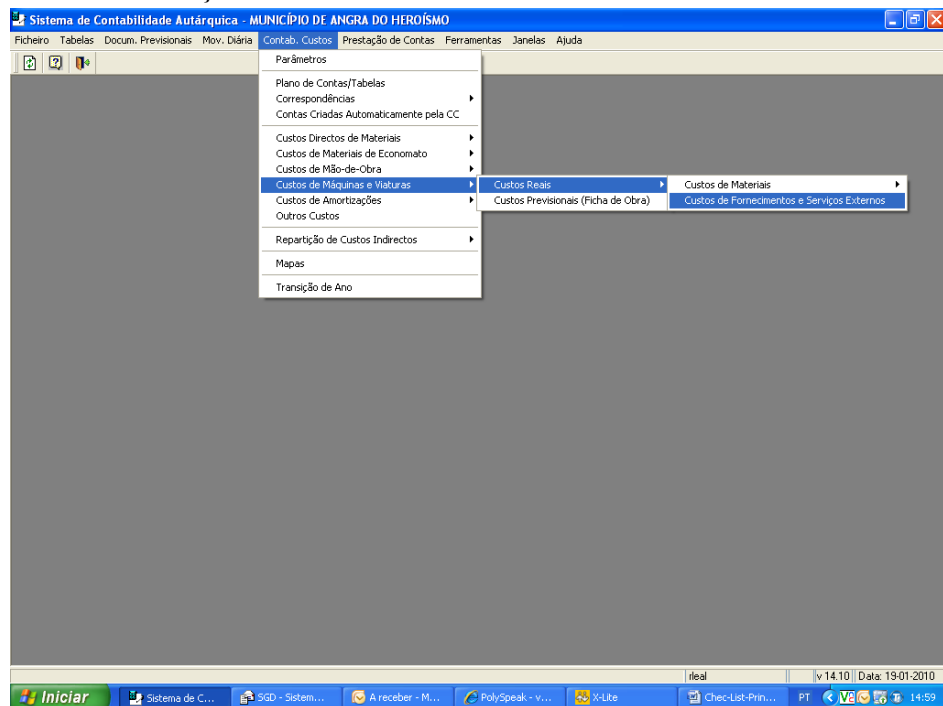 Sistema de Contabilidade Autárquica - MUNICÍPIO DE ANGRA DO HEROÍSMO
Ficheiro Tabelas Docum. Previsionais Mov. Diária Contab. Custos Prestação de Contas Ferramentas Janelas Ajuda
Parâmetros
Plano de Contas/Tabelas
Correspondências
Contas Criadas Automaticamente pela CC
Custos Directos de Materiais
Custos de Materiais de Economato
Custos de Mão-de-Obra
Custos de Máquinas e Viaturas
Custos de Amortizações
Outros Custos
Repartição de Custos Indirectos
Mapas
Transição de Ano
Custos Reais
Custos Previsionais (Ficha de Obra)
Custos de Materiais
Custos de Fornecimentos e Serviços Externos
rleal v 14.10 Data: 19-01-2010
Iniciar Sistema de C... SGD - Sistem... A receber - M... PolySpeak - v... X-Lite Chec-List-Prin... PT 14:59